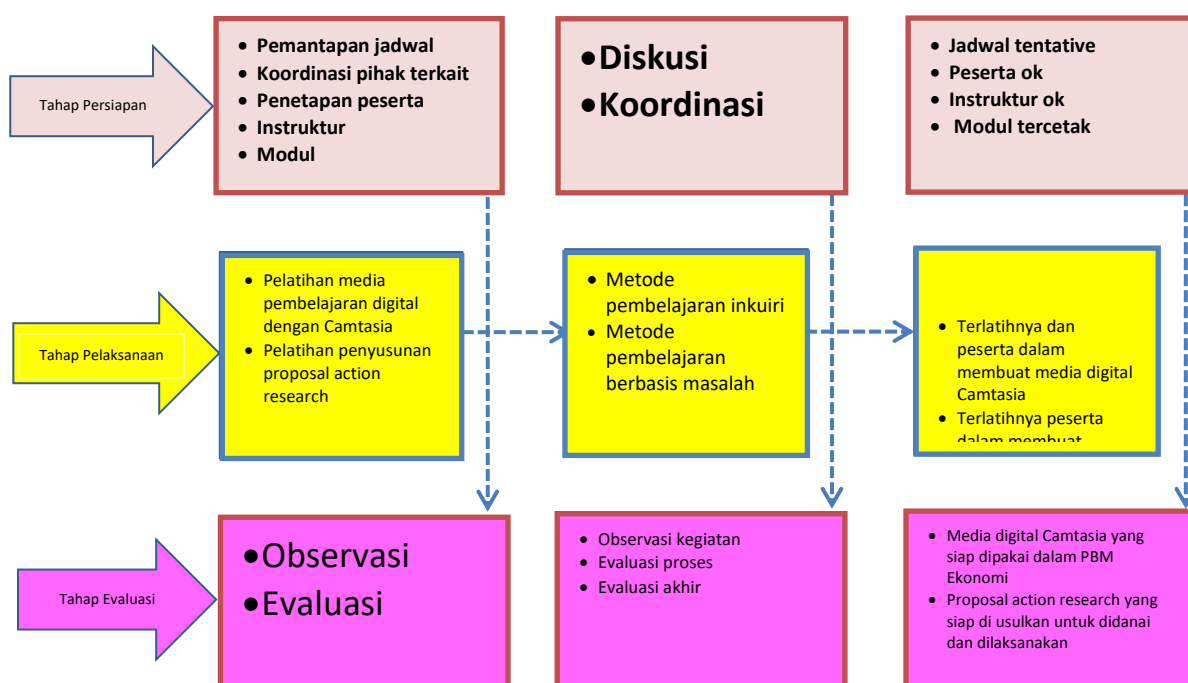 Tahap Persiapan
• Pemantapan jadwal
• Koordinasi pihak terkait
• Penetapan peserta
• Instruktur
• Modul
• Diskusi
• Koordinasi
• Jadwal tentative
• Peserta ok
• Instruktur ok
• Modul tercetak
Tahap Pelaksanaan
• Pelatihan media
pembelajaran digital
dengan Camtasia
• Pelatihan penyusunan
proposal action
research
• Metode
pembelajaran inkuiri
• Metode
pembelajaran
berbasis masalah
• Terlatihnya dan
peserta dalam
membuat media digital
Camtasia
• Terlatihnya peserta
dalam membuat
Tahap Evaluasi
• Observasi
• Evaluasi
• Observasi kegiatan
• Evaluasi proses
• Evaluasi akhir
• Media digital Camtasia yang
siap dipakai dalam PBM
Ekonomi
• Proposal action research yang
siap di usulkan untuk didanai
dan dilaksanakan